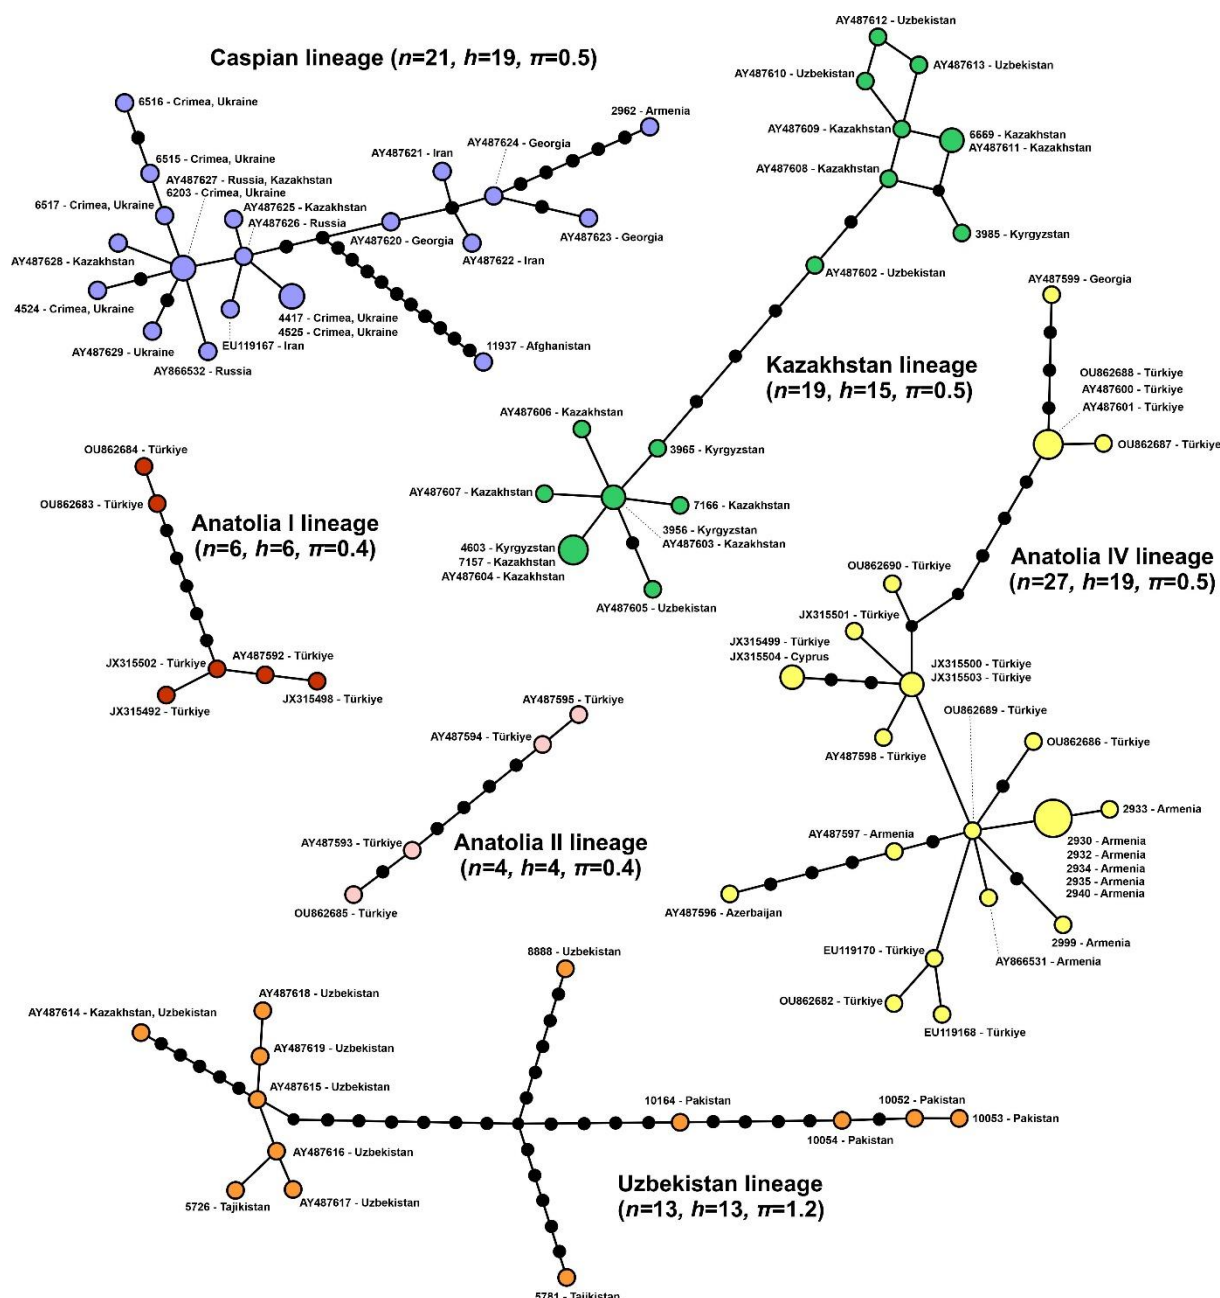 Caspian lineage (n=21, h=19, π=0.5)
6516 - Crimea, Ukraine
6515 - Crimea, Ukraine
AY487627 - Russia, Kazakhstan
6203 - Crimea, Ukraine
6517 - Crimea, Ukraine
AY487625 - Kazakhstan
AY487626 - Russia
AY487628 - Kazakhstan
4524 - Crimea, Ukraine
AY487629 - Ukraine
AY866532 - Russia
EU119167 - Iran
4417 - Crimea, Ukraine
4525 - Crimea, Ukraine
AY487620 - Georgia
AY487621 - Iran
AY487622 - Iran
AY487624 - Georgia
AY487623 - Georgia
2962 - Armenia
11937 - Afghanistan
AY487612 - Uzbekistan
AY487610 - Uzbekistan
AY487613 - Uzbekistan
AY487609 - Kazakhstan
6669 - Kazakhstan
AY487611 - Kazakhstan
AY487608 - Kazakhstan
3985 - Kyrgyzstan
AY487602 - Uzbekistan
Kazakhstan lineage
(n=19, h=15, π=0.5)
AY487606 - Kazakhstan
3965 - Kyrgyzstan
AY487607 - Kazakhstan
7166 - Kazakhstan
3956 - Kyrgyzstan
AY487603 - Kazakhstan
4603 - Kyrgyzstan
7157 - Kazakhstan
AY487604 - Kazakhstan
AY487605 - Uzbekistan
OU862684 - Türkiye
OU862683 - Türkiye
Anatolia I lineage
(n=6, h=6, π=0.4)
JX315502 - Türkiye
AY487592 - Türkiye
JX315492 - Türkiye
JX315498 - Türkiye
AY487595 - Türkiye
AY487594 - Türkiye
AY487593 - Türkiye
OU862685 - Türkiye
Anatolia II lineage
(n=4, h=4, π=0.4)
AY487599 - Georgia
OU862688 - Türkiye
AY487600 - Türkiye
AY487601 - Türkiye
OU862687 - Türkiye
Anatolia IV lineage
(n=27, h=19, π=0.5)
OU862690 - Türkiye
JX315501 - Türkiye
JX315499 - Türkiye
JX315504 - Cyprus
JX315500 - Türkiye
JX315503 - Türkiye
AY487598 - Türkiye
OU862689 - Türkiye
OU862686 - Türkiye
2933 - Armenia
2930 - Armenia
2932 - Armenia
2934 - Armenia
2935 - Armenia
2940 - Armenia
AY487597 - Armenia
AY487596 - Azerbaijan
2999 - Armenia
AY866531 - Armenia
EU119170 - Türkiye
OU862682 - Türkiye
EU119168 - Türkiye
8888 - Uzbekistan
AY487614 - Kazakhstan, Uzbekistan
AY487618 - Uzbekistan
AY487619 - Uzbekistan
AY487615 - Uzbekistan
AY487616 - Uzbekistan
5726 - Tajikistan
AY487617 - Uzbekistan
10164 - Pakistan
10054 - Pakistan
10052 - Pakistan
10053 - Pakistan
Uzbekistan lineage
(n=13, h=13, π=1.2)
5781 - Tajikistan